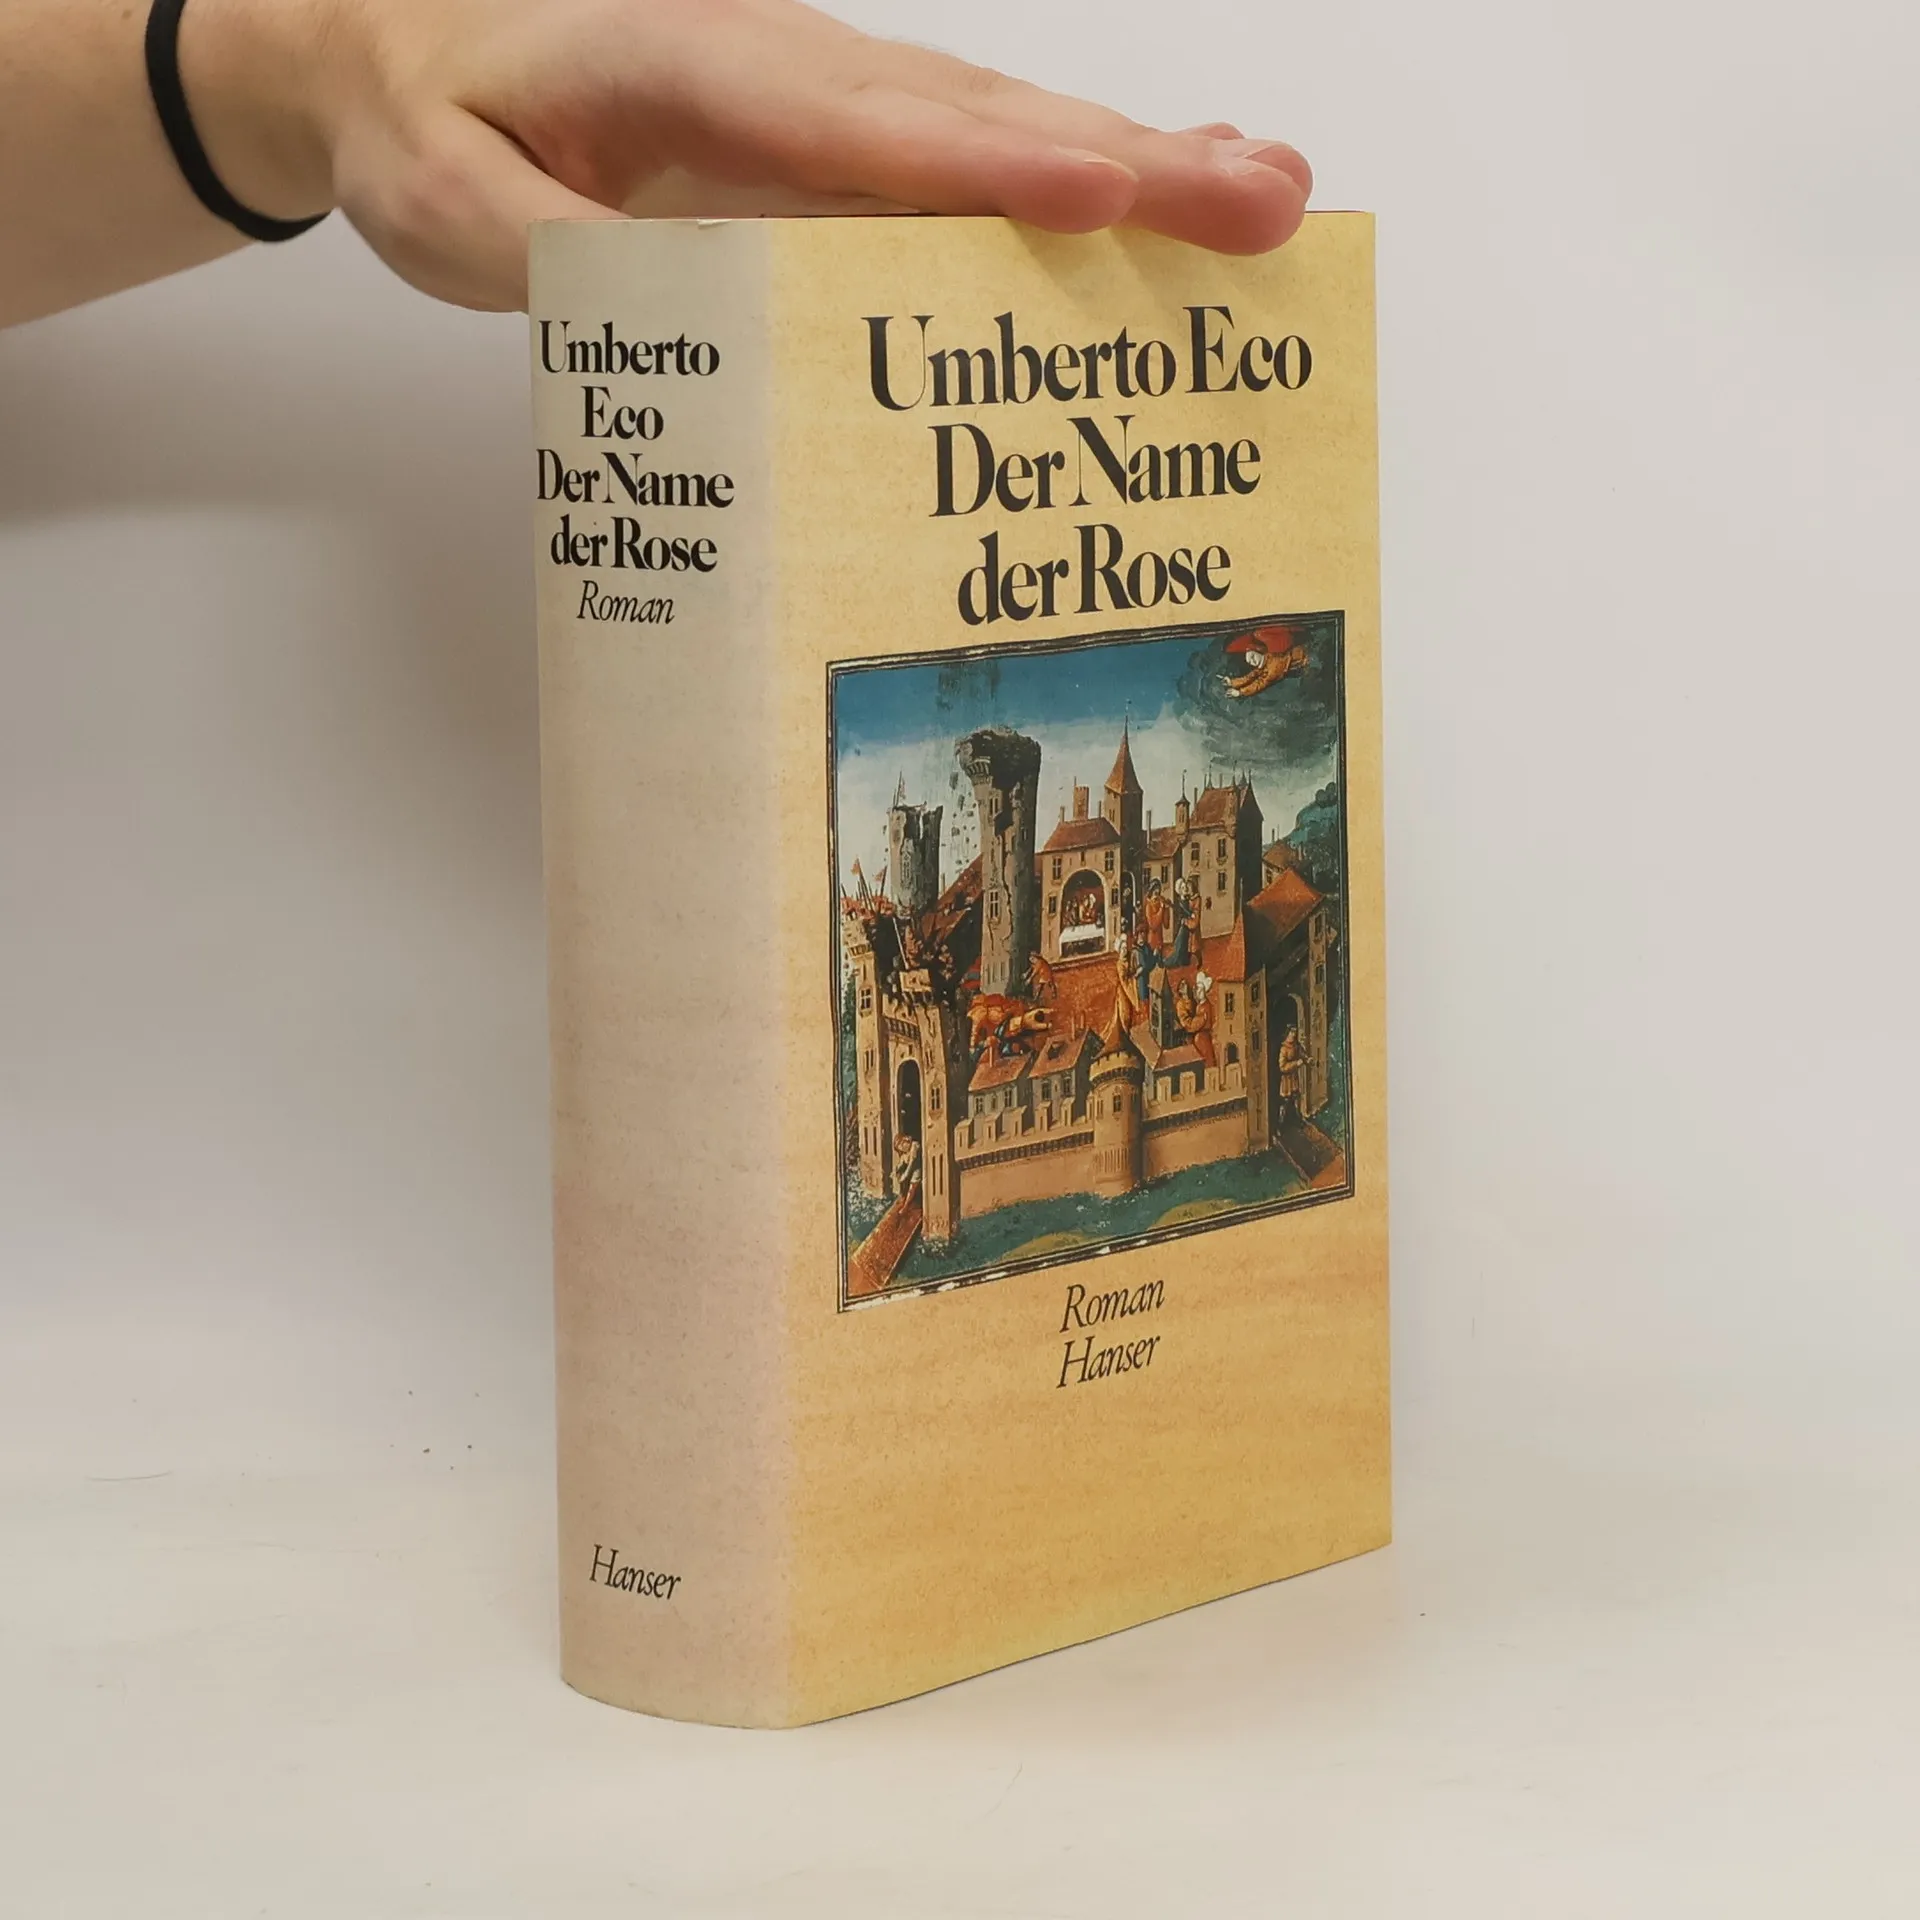 Umberto
Eco
Der Name
der Rose
Roman
Hanser
Umberto Eco
Der Name
der Rose
Roman
Hanser